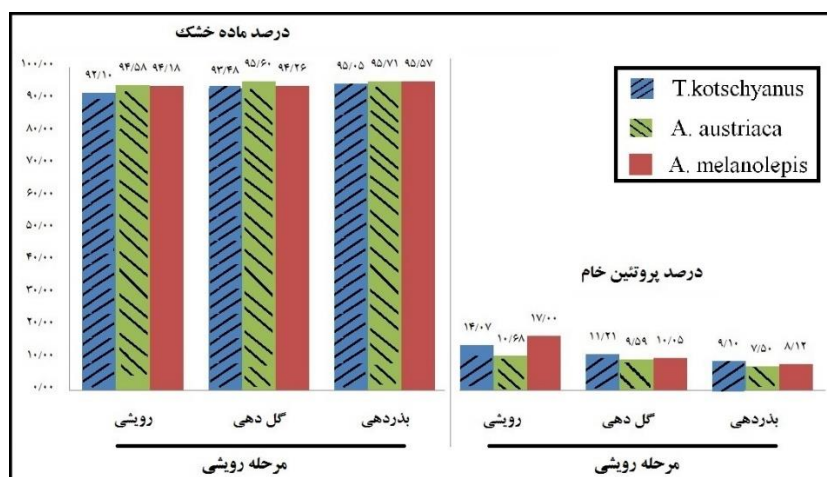 درصد ماده خشک
۱۰۰/۰۰
۹۰/۰۰
۸۰/۰۰
۷۰/۰۰
۶۰/۰۰
۵۰/۰۰
۴۰/۰۰
۳۰/۰۰
۲۰/۰۰
۱۰/۰۰
۰/۰۰
۹۲/۱۰ ۹۴/۵۸ ۹۴/۱۸ ۹۳/۴۸ ۹۵/۶۰ ۹۴/۲۶ ۹۵/۰۵ ۹۵/۷۱ ۹۵/۵۷
رویشی گل دهی بذردهی
مرحله رویشی
T.kotschyanus
A. austriaca
A. melanolepis
درصد پروتئین خام
۱۴/۰۷ ۱۰/۶۸ ۱۷/۰۰ ۱۱/۲۱ ۹/۵۹ ۱۰/۰۵ ۹/۱۰ ۷/۵۰ ۸/۱۲
رویشی گل دهی بذردهی
مرحله رویشی